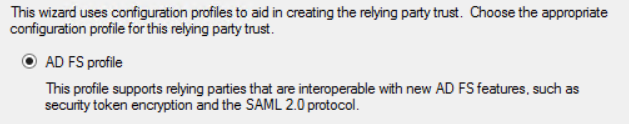 This wizard uses configuration profiles to aid in creating the relying party trust.  Choose the appropriate
configuration profile for this relying party trust.
AD FS profile
This profile supports relying parties that are interoperable with new AD FS features, such as
security token encryption and the SAML 2.0 protocol.